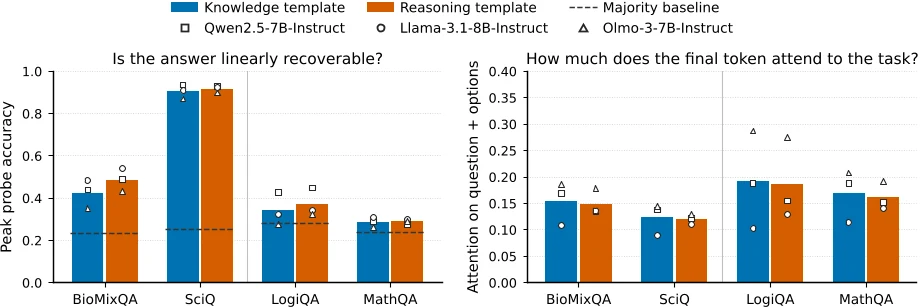 Knowledge template
Reasoning template
Majority baseline
Qwen2.5-7B-Instruct
Llama-3.1-8B-Instruct
Olmo-3-7B-Instruct
Is the answer linearly recoverable?
Peak probe accuracy
1.0
0.8
0.6
0.4
0.2
0.0
BioMixQA
SciQ
LogiQA
MathQA
How much does the final token attend to the task?
Attention on question + options
0.40
0.35
0.30
0.25
0.20
0.15
0.10
0.05
0.00
BioMixQA
SciQ
LogiQA
MathQA